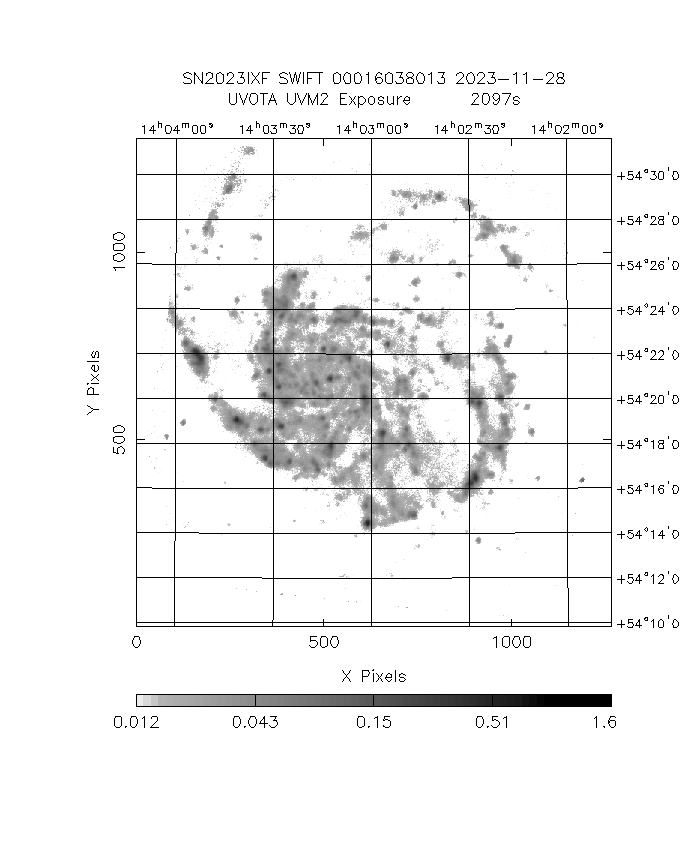 SN2023IXF SWIFT 00016038013 2023-11-28
UVOTA UVM2 Exposure 2097s
14ʰ04ᵐ00ˢ 14ʰ03ᵐ30ˢ 14ʰ03ᵐ00ˢ 14ʰ02ᵐ30ˢ 14ʰ02ᵐ00ˢ
+54°30'0
+54°28'0
+54°26'0
+54°24'0
+54°22'0
+54°20'0
+54°18'0
+54°16'0
+54°14'0
+54°12'0
+54°10'0
1000
500
Y Pixels
0 500 1000
X Pixels
0.012 0.043 0.15 0.51 1.6